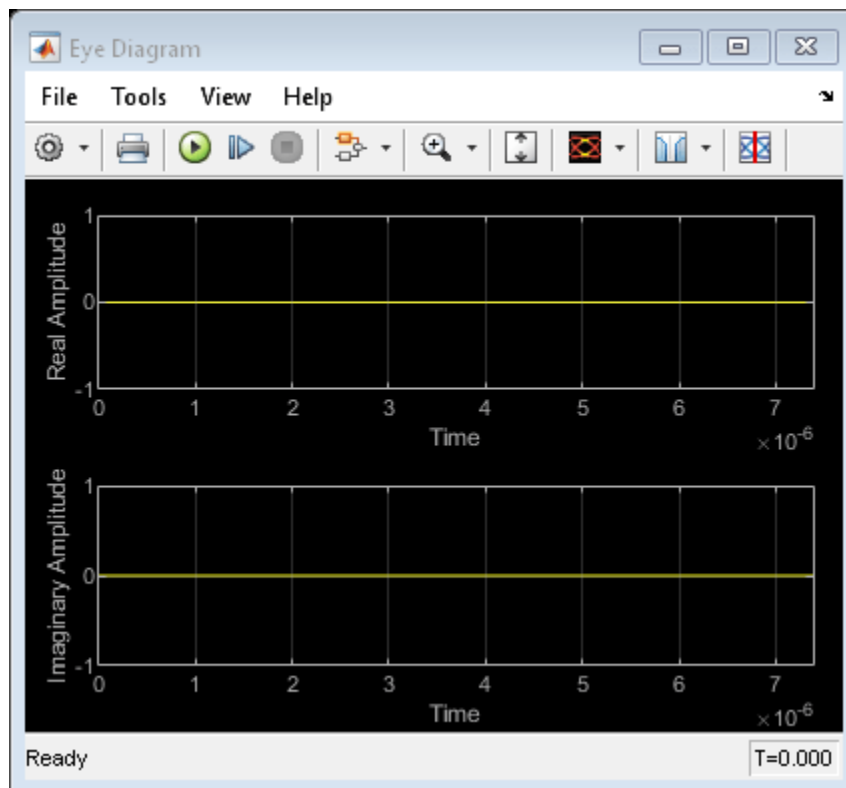 Eye Diagram
File Tools View Help
1
0
-1
Real Amplitude
0 1 2 3 4 5 6 7
Time
×10-6
1
0
-1
Imaginary Amplitude
0 1 2 3 4 5 6 7
Time
×10-6
Ready T=0.000